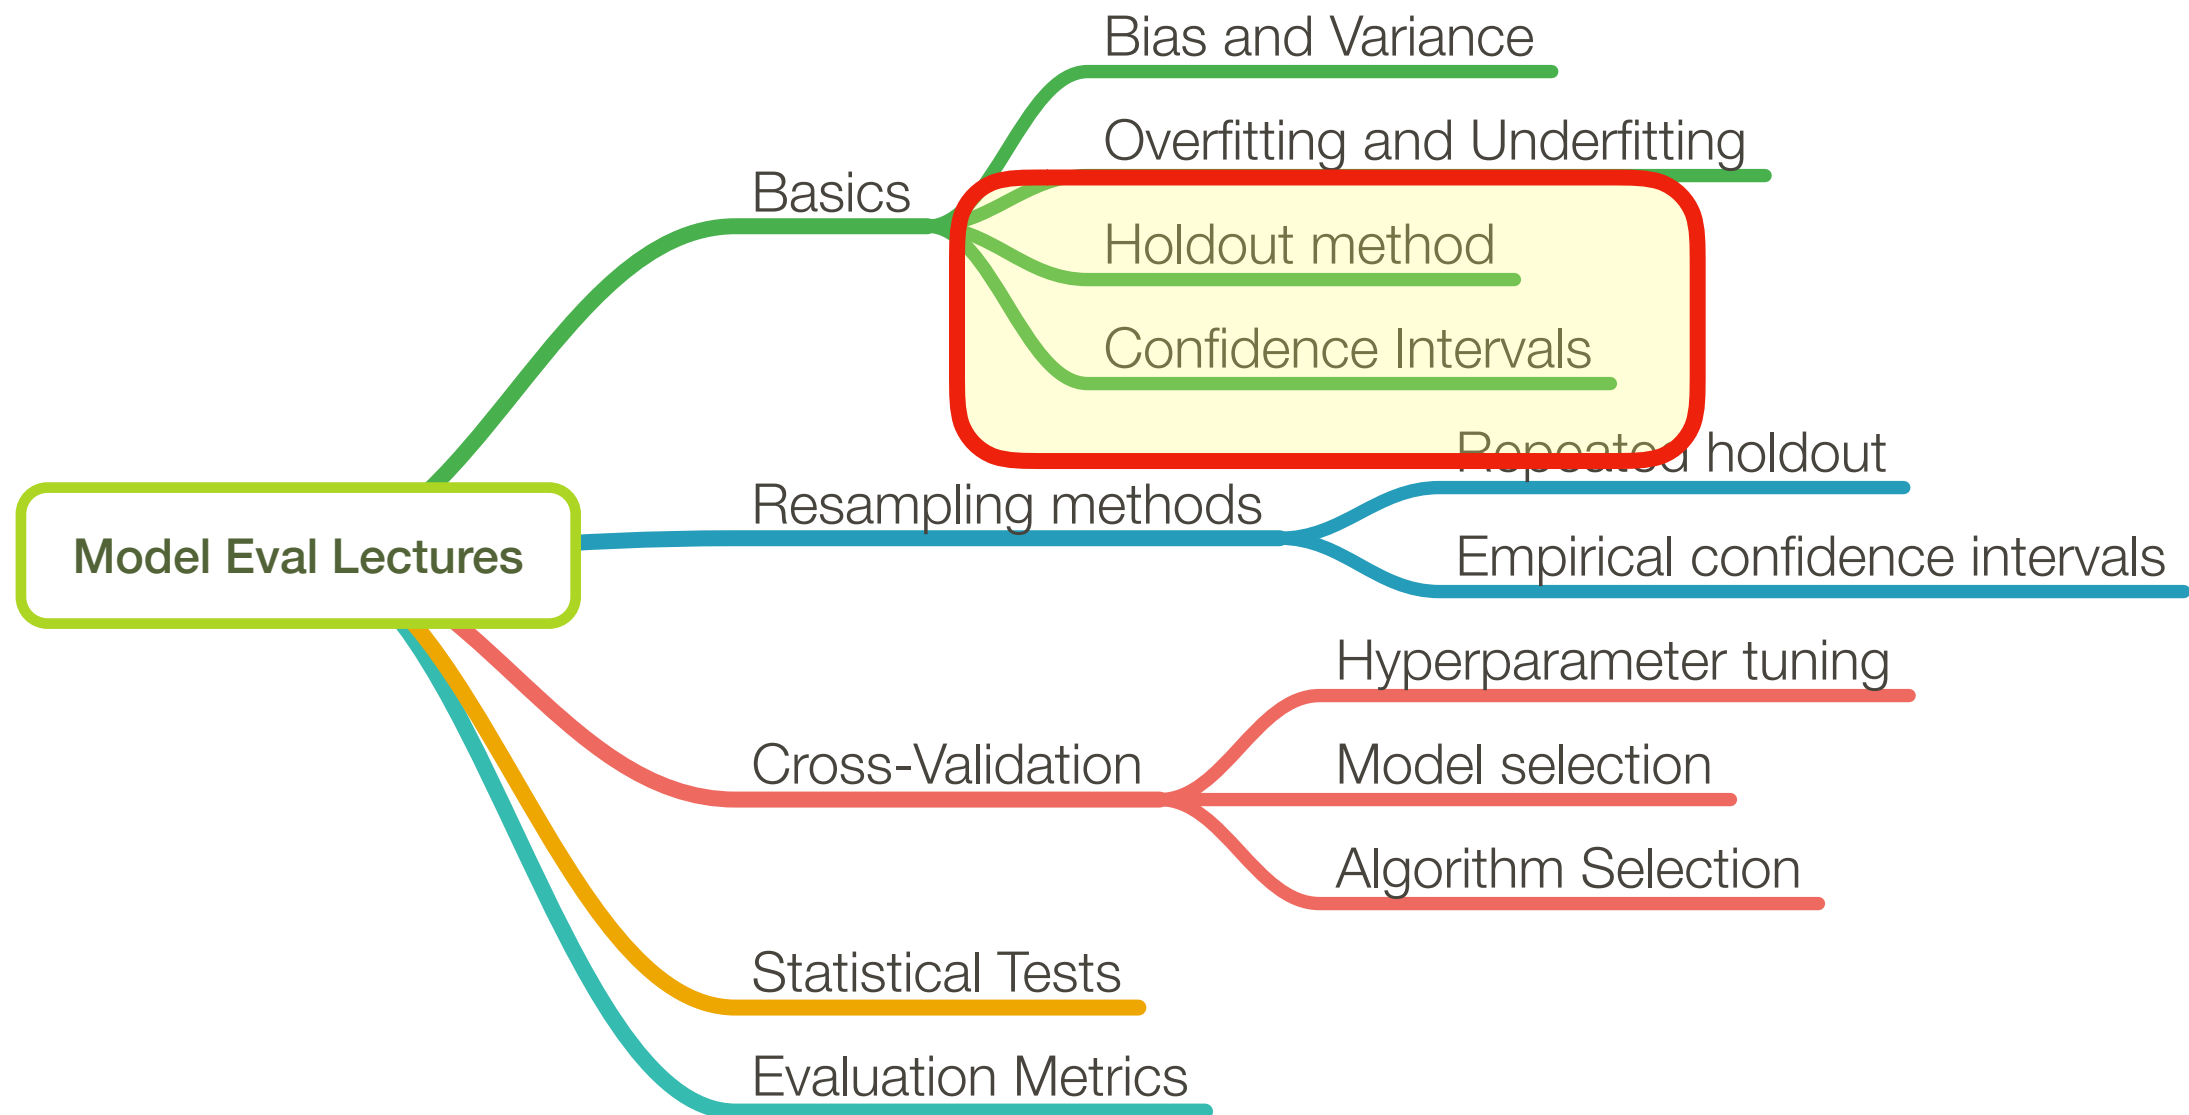 Bias and Variance
Overfitting and Underfitting
Basics
Holdout method
Confidence Intervals
Repeated holdout
Resampling methods
Model Eval Lectures
Empirical confidence intervals
Hyperparameter tuning
Cross-Validation
Model selection
Algorithm Selection
Statistical Tests
Evaluation Metrics